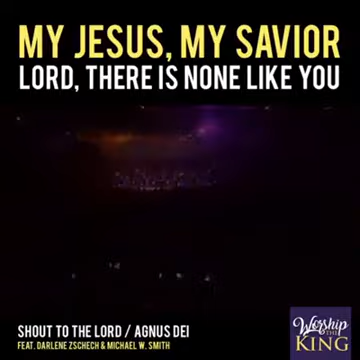 MY JESUS, MY SAVIOR
LORD, THERE IS NONE LIKE YOU
SHOUT TO THE LORD / AGNUS DEI
FEAT. DARLENE ZSCHECH & MICHAEL W. SMITH
Worship
THE
KING